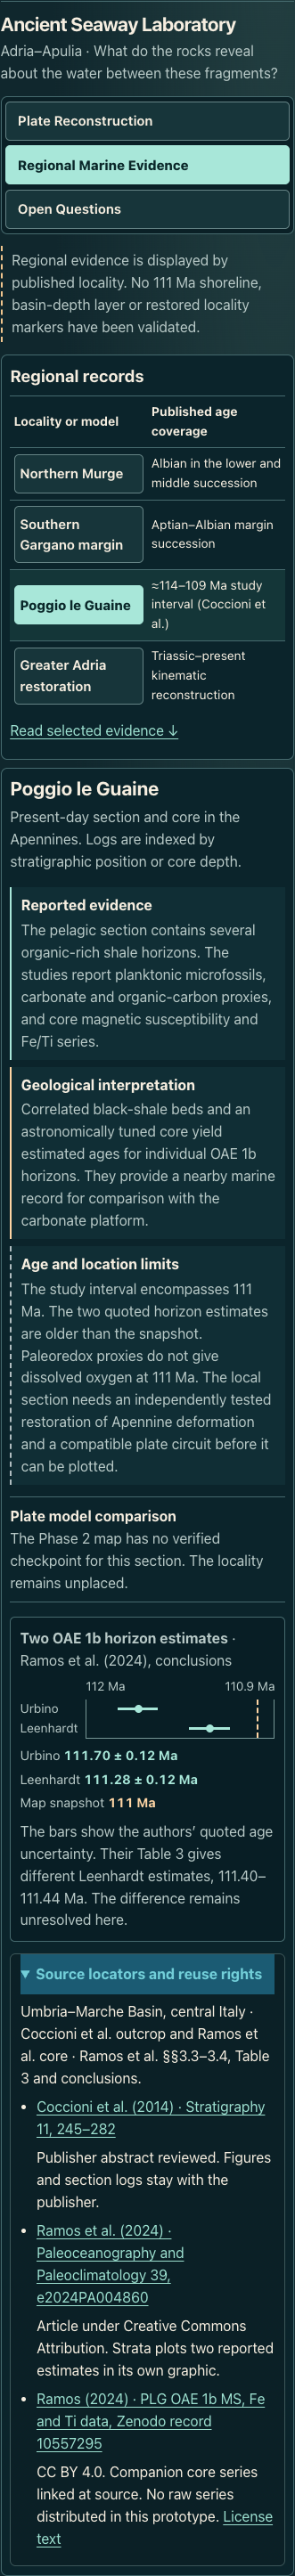 Ancient Seaway Laboratory
Adria–Apulia · What do the rocks reveal
about the water between these fragments?
Plate Reconstruction
Regional Marine Evidence
Open Questions
Regional evidence is displayed by
published locality. No 111 Ma shoreline,
basin-depth layer or restored locality
markers have been validated.
Regional records
Locality or model
Published age
coverage
Northern Murge
Albian in the lower and
middle succession
Southern
Gargano margin
Aptian–Albian margin
succession
Poggio le Guaine
≈114–109 Ma study
interval (Coccioni et
al.)
Greater Adria
restoration
Triassic–present
kinematic
reconstruction
Read selected evidence ↓
Poggio le Guaine
Present-day section and core in the
Apennines. Logs are indexed by
stratigraphic position or core depth.
Reported evidence
The pelagic section contains several
organic-rich shale horizons. The
studies report planktonic microfossils,
carbonate and organic-carbon proxies,
and core magnetic susceptibility and
Fe/Ti series.
Geological interpretation
Correlated black-shale beds and an
astronomically tuned core yield
estimated ages for individual OAE 1b
horizons. They provide a nearby marine
record for comparison with the
carbonate platform.
Age and location limits
The study interval encompasses 111
Ma. The two quoted horizon estimates
are older than the snapshot.
Paleoredox proxies do not give
dissolved oxygen at 111 Ma. The local
section needs an independently tested
restoration of Apennine deformation
and a compatible plate circuit before it
can be plotted.
Plate model comparison
The Phase 2 map has no verified
checkpoint for this section. The locality
remains unplaced.
Two OAE 1b horizon estimates ·
Ramos et al. (2024), conclusions
112 Ma
110.9 Ma
Urbino
Leenhardt
Urbino 111.70 ± 0.12 Ma
Leenhardt 111.28 ± 0.12 Ma
Map snapshot 111 Ma
The bars show the authors’ quoted age
uncertainty. Their Table 3 gives
different Leenhardt estimates, 111.40–
111.44 Ma. The difference remains
unresolved here.
▼ Source locators and reuse rights
Umbria–Marche Basin, central Italy ·
Coccioni et al. outcrop and Ramos et
al. core · Ramos et al. §§3.3–3.4, Table
3 and conclusions.
• Coccioni et al. (2014) · Stratigraphy
11, 245–282
Publisher abstract reviewed. Figures
and section logs stay with the
publisher.
• Ramos et al. (2024) ·
Paleoceanography and
Paleoclimatology 39,
e2024PA004860
Article under Creative Commons
Attribution. Strata plots two reported
estimates in its own graphic.
• Ramos (2024) · PLG OAE 1b MS, Fe
and Ti data, Zenodo record
10557295
CC BY 4.0. Companion core series
linked at source. No raw series
distributed in this prototype. License
text